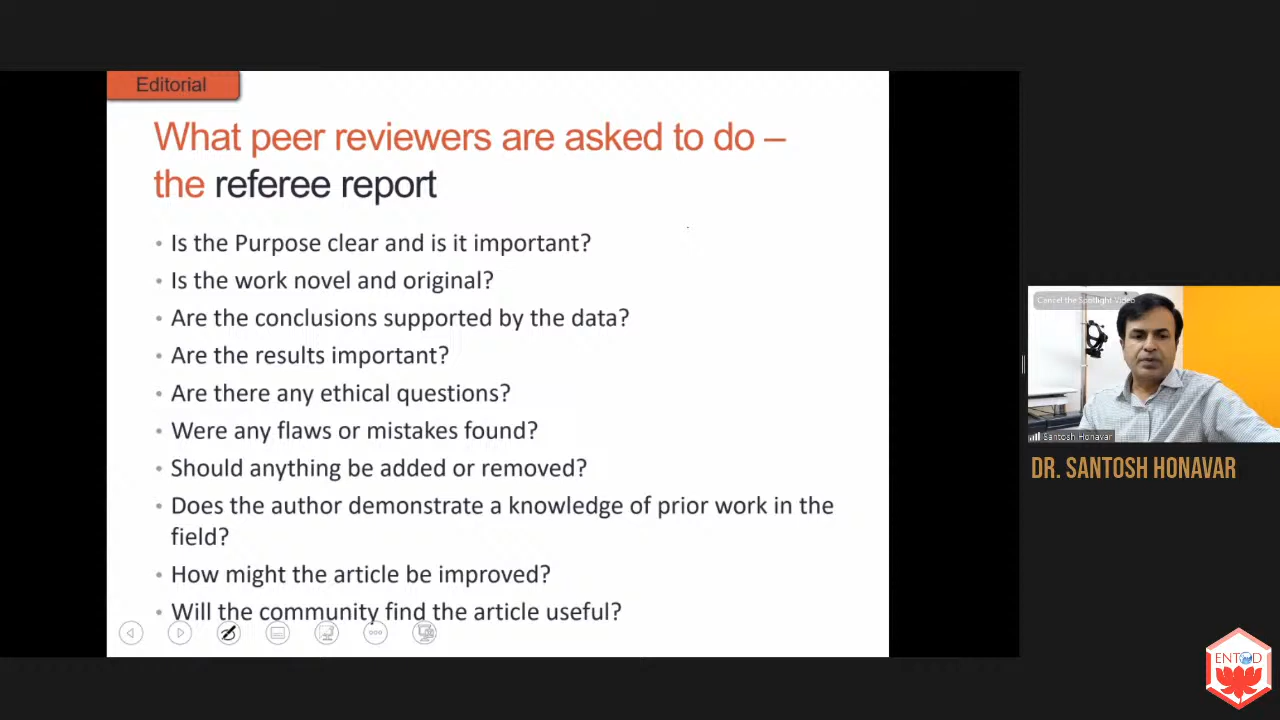 Editorial
What peer reviewers are asked to do –
the referee report
• Is the Purpose clear and is it important?
• Is the work novel and original?
• Are the conclusions supported by the data?
• Are the results important?
• Are there any ethical questions?
• Were any flaws or mistakes found?
• Should anything be added or removed?
• Does the author demonstrate a knowledge of prior work in the
field?
• How might the article be improved?
• Will the community find the article useful?
Cancel the Spotlight Video
Santosh Honavar
DR. SANTOSH HONAVAR
ENTOD